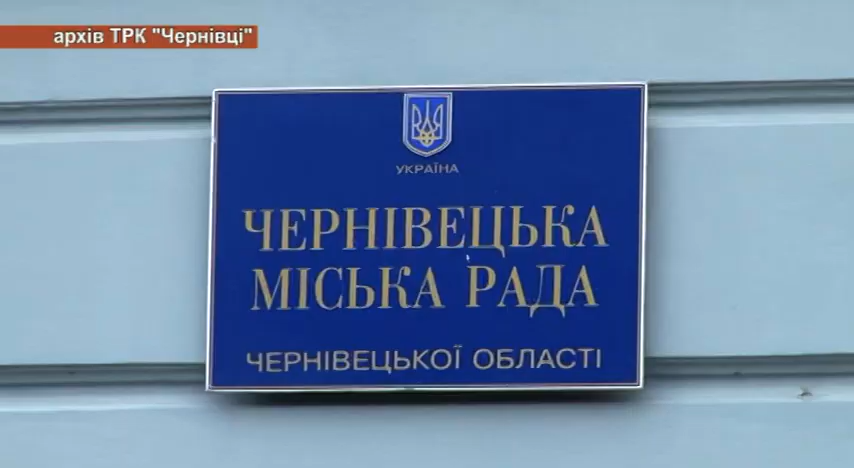 архів ТРК "Чернівці"
УКРАЇНА
ЧЕРНІВЕЦЬКА
МІСЬКА РАДА
ЧЕРНІВЕЦЬКОЇ ОБЛАСТІ